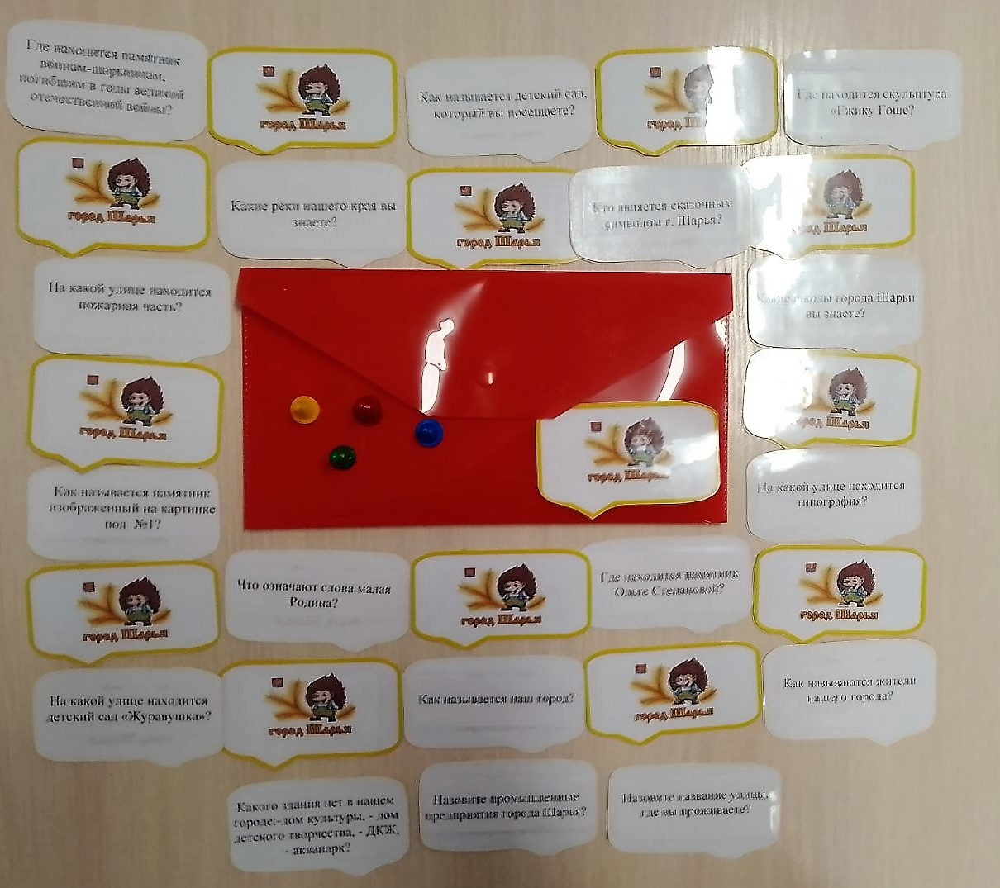 Где находится памятник
воинам-шарьинцам,
погибшим в годы великой
отечественной войны?
город Шарья
Как называется детский сад,
который вы посещаете?
город Ш
Где находится скульптура
«Ежику Гоше?
город Шарья
Какие реки нашего края вы
знаете?
город Шарья
Кто является сказочным
символом г. Шарья?
город Шарья
На какой улице находится
пожарная часть?
Какие школы города Шарьи
вы знаете?
город Шарья
город Шарья
город Шарья
Как называется памятник
изображенный на картинке
под №1?
На какой улице находится
типография?
город Шарья
Что означают слова малая
Родина?
город Шарья
Где находится памятник
Ольге Степановой?
город Шарья
На какой улице находится
детский сад «Журавушка»?
город Шарья
Как называется наш город?
город Шарья
Как называются жители
нашего города?
Какого здания нет в нашем
городе:-дом культуры, - дом
детского творчества, - ДКЖ,
- аквапарк?
Назовите промышленные
предприятия города Шарья?
Назовите название улицы,
где вы проживаете?